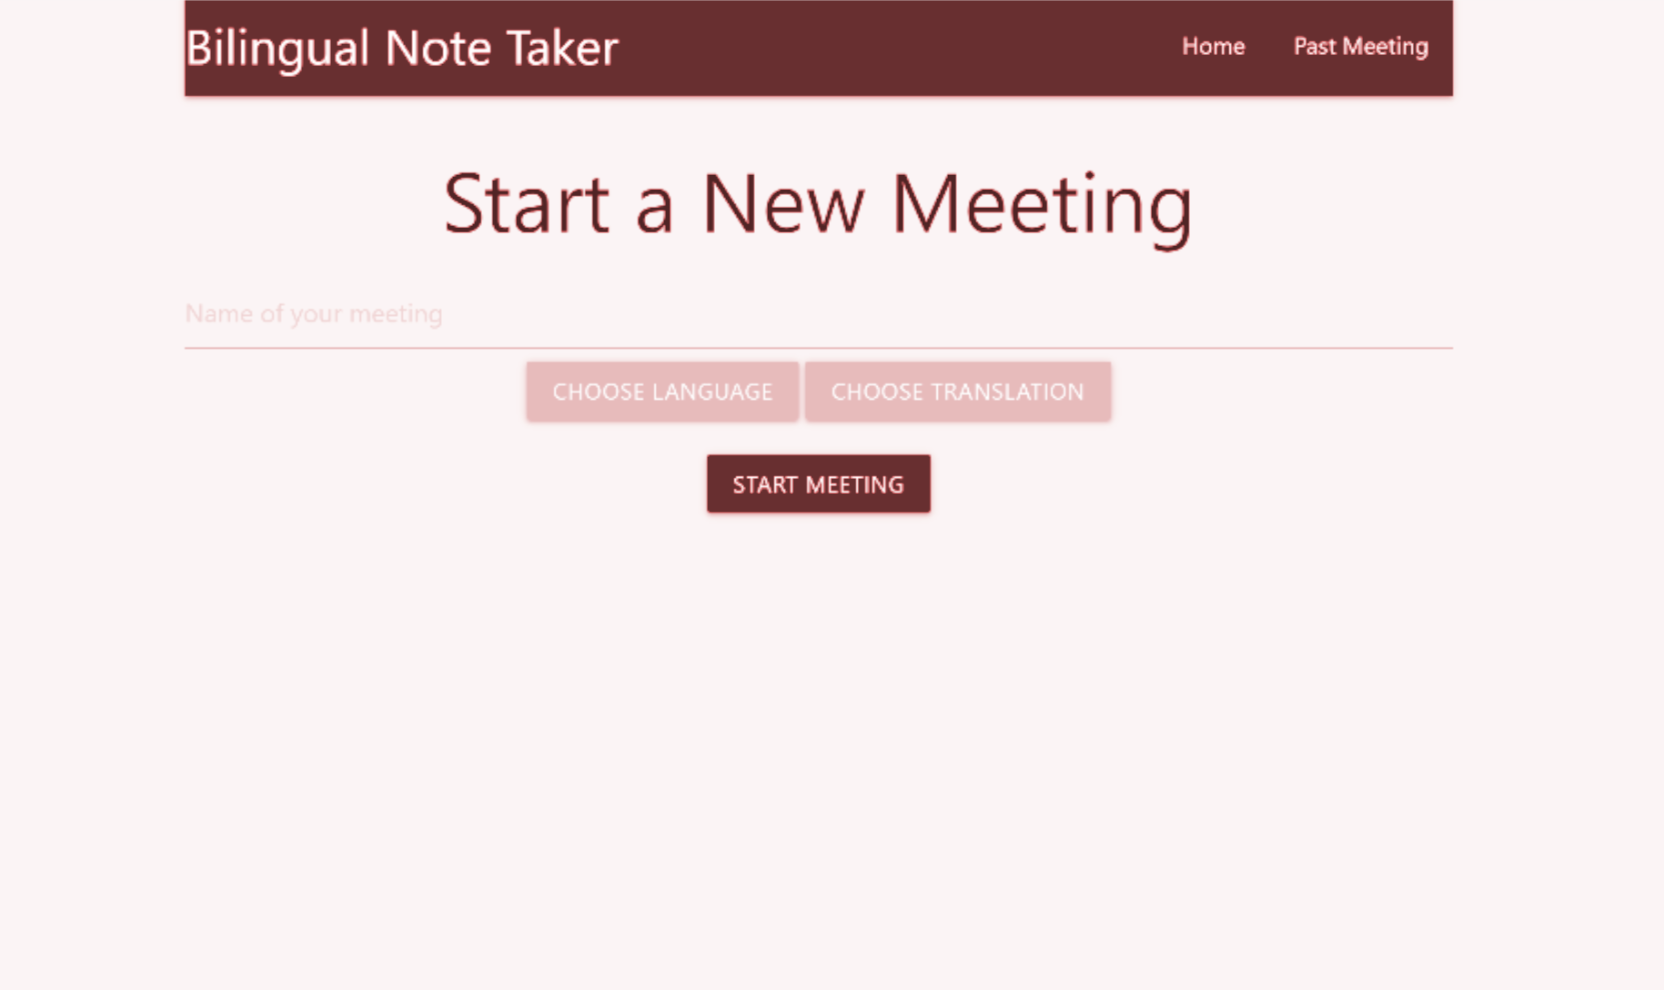 Bilingual Note Taker
Home Past Meeting
Start a New Meeting
Name of your meeting
CHOOSE LANGUAGE CHOOSE TRANSLATION
START MEETING